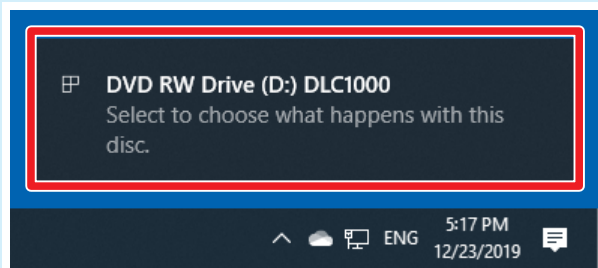 DVD RW Drive (D:) DLC1000
Select to choose what happens with this
disc.
ENG
5:17 PM
12/23/2019